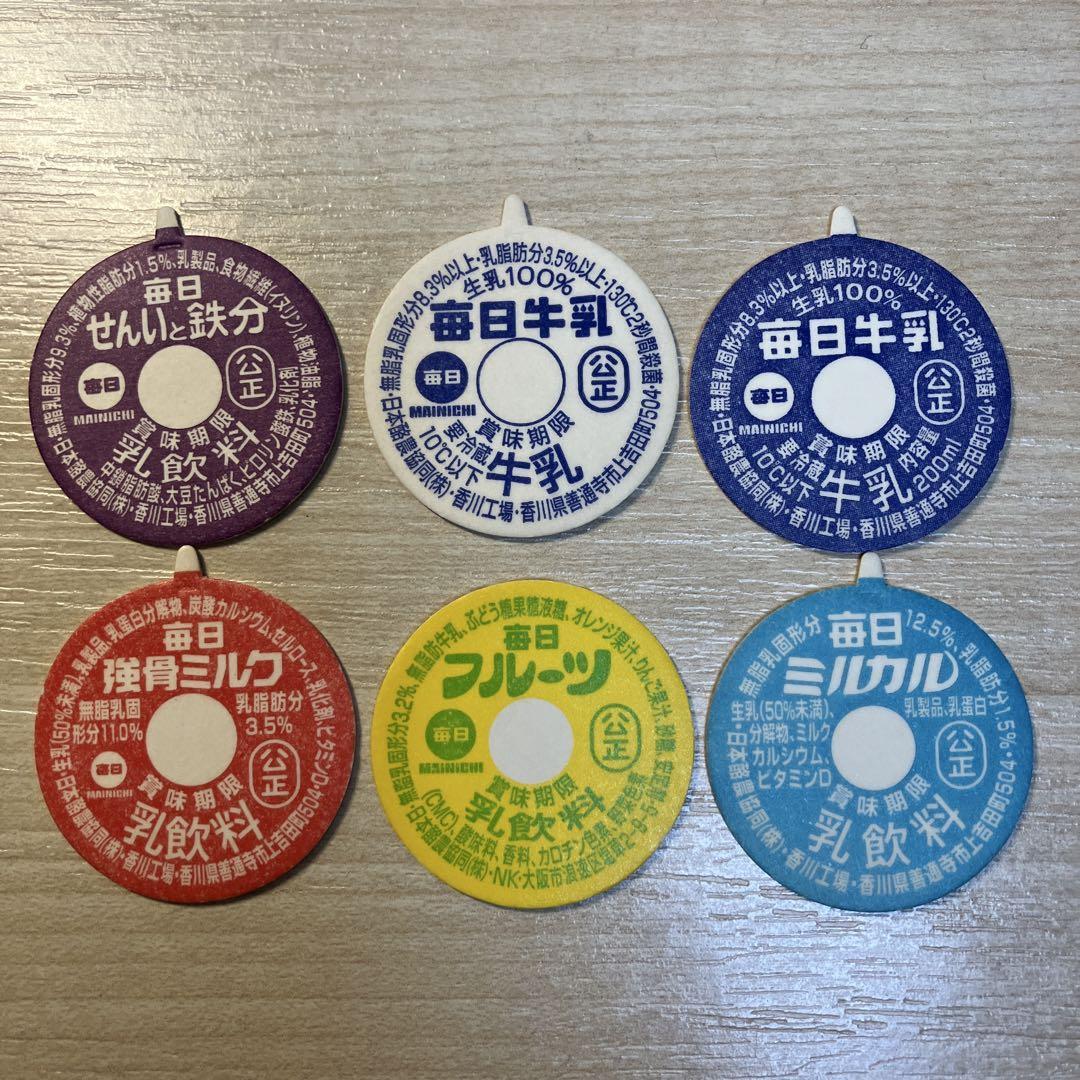 無脂乳固形分9.3%、植物性脂肪分1.5%、乳製品、食物繊維(イヌリン)、植物油脂・
毎日
せんいと鉄分
毎日
MAINICHI
公正
賞味期限
乳飲料
中鎖脂肪酸、大豆たんぱく、ピロリン酸鉄、乳化剤
日本酪農協同(株)・香川工場・香川県善通寺市上吉田町504・
無脂乳固形分8.3%以上・乳脂肪分3.5%以上・130℃2秒間殺菌・
生乳100%
毎日牛乳
毎日
MAINICHI
公正
賞味期限
要冷蔵
10℃以下
牛乳
日本酪農協同(株)・香川工場・香川県善通寺市上吉田町504
無脂乳固形分8.3%以上・乳脂肪分3.5%以上・130℃2秒間殺菌・
生乳100%
毎日牛乳
毎日
MAINICHI
公正
賞味期限
要冷蔵
10℃以下
牛乳
内容量
200ml
日本酪農協同(株)・香川工場・香川県善通寺市上吉田町504
生乳(50%未満)、乳製品、乳蛋白分解物、炭酸カルシウム、セルロース、乳化剤、ビタミンD
毎日
強骨ミルク
無脂乳固
形分11.0%
乳脂肪分
3.5%
毎日
MAINICHI
公正
賞味期限
乳飲料
日本酪農協同(株)・香川工場・香川県善通寺市上吉田町504
無脂乳固形分3.2%、無脂肪牛乳、ぶどう糖果糖液糖、オレンジ果汁、りんご果汁、
毎日
フルーツ
毎日
MAINICHI
公正
賞味期限
乳飲料
(CMC)、酸味料、香料、カロチン色素
日本酪農協同(株)・NK・大阪市浪速区
無脂乳固形分12.5%、乳脂肪分1.5%
毎日
ミルカル
生乳(50%未満)、
乳製品、乳蛋白
分解物、ミルク
カルシウム、
ビタミンD
公正
賞味期限
乳飲料
日本酪農協同(株)・香川工場・香川県善通寺市上吉田町504・